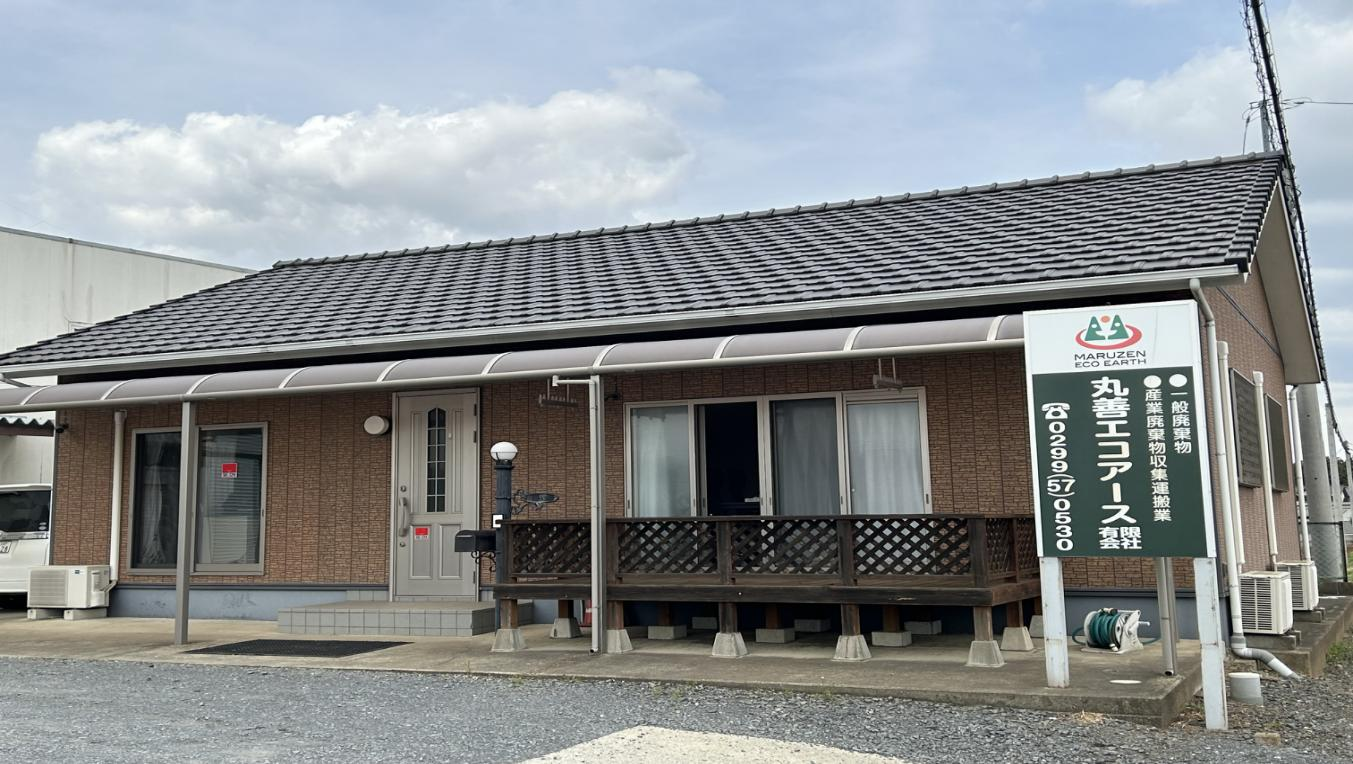 MARUZEN
ECO EARTH
●一般廃棄物
●産業廃棄物収集運搬業
丸善エコアース有限会社
☎0299(57)0530